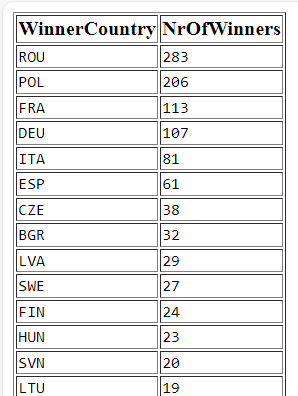 WinnerCountry NrOfWinners
ROU 283
POL 206
FRA 113
DEU 107
ITA 81
ESP 61
CZE 38
BGR 32
LVA 29
SWE 27
FIN 24
HUN 23
SVN 20
LTU 19